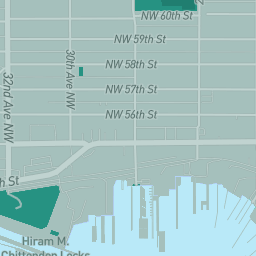 NW 60th St
NW 59th St
NW 58th St
NW 57th St
NW 56th St
30th Ave NW
32nd Ave NW
St
Hiram M.
Chittenden Locks